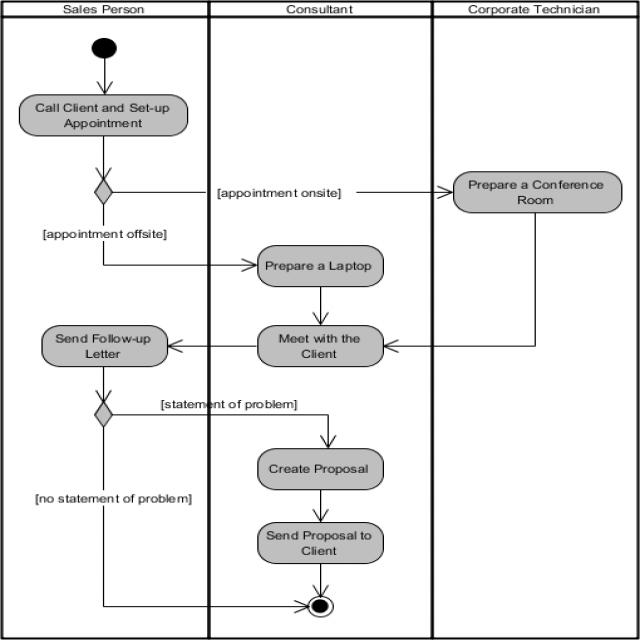 Sales Person
Consultant
Corporate Technician
Call Client and Set-up
Appointment
[appointment onsite]
Prepare a Conference
Room
[appointment offsite]
Prepare a Laptop
Send Follow-up
Letter
Meet with the
Client
[statement of problem]
Create Proposal
[no statement of problem]
Send Proposal to
Client